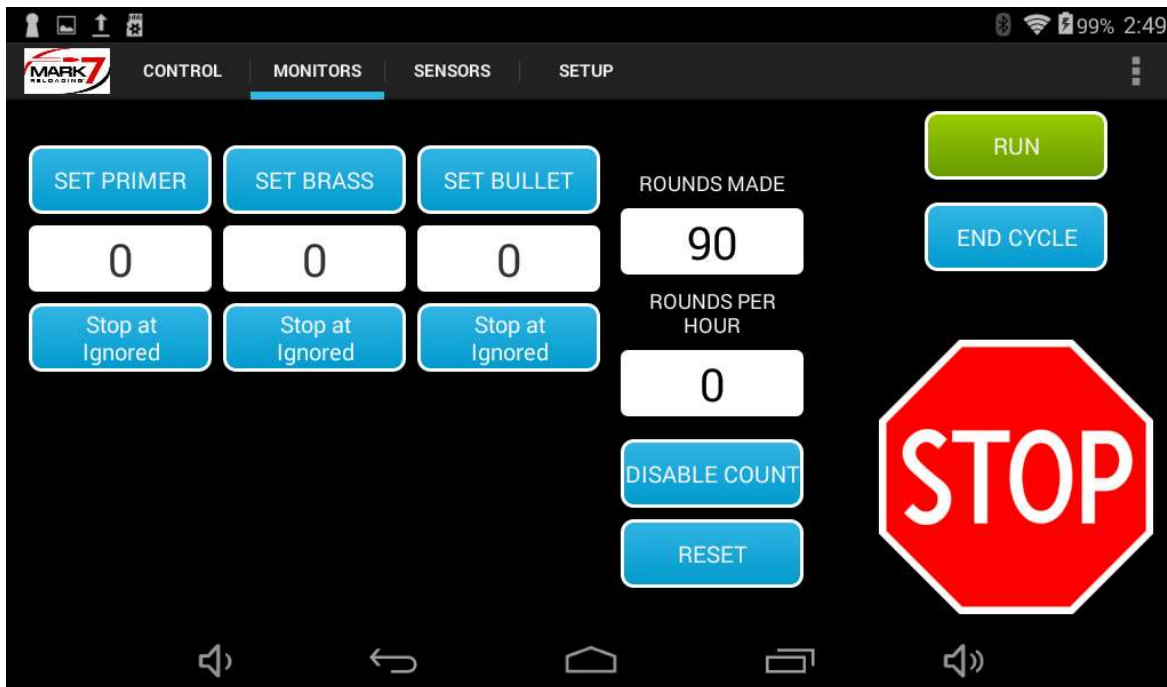 99% 2:49
MARK 7
RELOADING
CONTROL
MONITORS
SENSORS
SETUP
SET PRIMER
SET BRASS
SET BULLET
0
0
0
Stop at
Ignored
Stop at
Ignored
Stop at
Ignored
ROUNDS MADE
90
ROUNDS PER
HOUR
0
DISABLE COUNT
RESET
RUN
END CYCLE
STOP